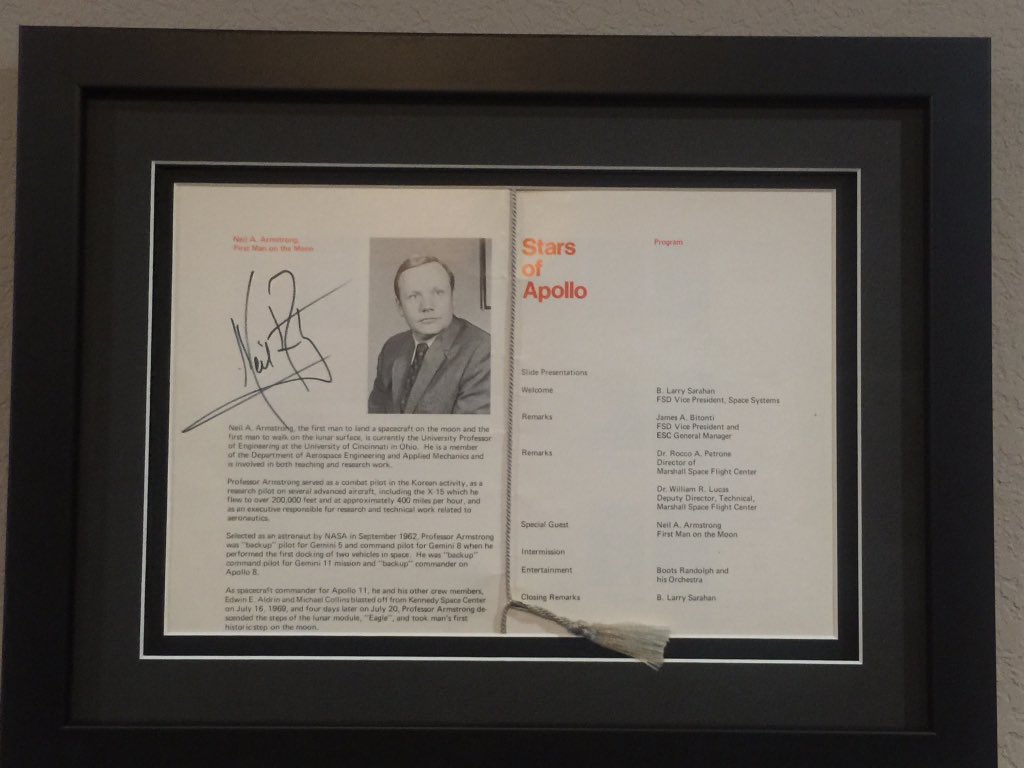 Neil A. Armstrong,
First Man on the Moon
Neil A. Armstrong, the first man to land a spacecraft on the moon and the
first man to walk on the lunar surface, is currently the University Professor
of Engineering at the University of Cincinnati in Ohio. He is a member
of the Department of Aerospace Engineering and Applied Mechanics and
is involved in both teaching and research work.
Professor Armstrong served as a combat pilot in the Korean activity, as a
research pilot on several advanced aircraft, including the X-15 which he
flew to over 200,000 feet and at approximately 400 miles per hour, and
as an executive responsible for research and technical work related to
aeronautics.
Selected as an astronaut by NASA in September 1962, Professor Armstrong
was "backup" pilot for Gemini 5 and command pilot for Gemini 8 when he
performed the first docking of two vehicles in space. He was "backup"
command pilot for Gemini 11 mission and "backup" commander on
Apollo 8.
As spacecraft commander for Apollo 11, he and his other crew members,
Edwin E. Aldrin and Michael Collins blasted off from Kennedy Space Center
on July 16, 1969, and four days later on July 20, Professor Armstrong de-
scended the steps of the lunar module, "Eagle", and took man's first
historic step on the moon.
Stars
of
Apollo
Program
Slide Presentations
Welcome B. Larry Sarahan
FSD Vice President, Space Systems
Remarks James A. Bitonti
FSD Vice President and
ESC General Manager
Remarks Dr. Rocco A. Petrone
Director of
Marshall Space Flight Center
Dr. William R. Lucas
Deputy Director, Technical,
Marshall Space Flight Center
Special Guest Neil A. Armstrong
First Man on the Moon
Intermission
Entertainment Boots Randolph and
his Orchestra
Closing Remarks B. Larry Sarahan